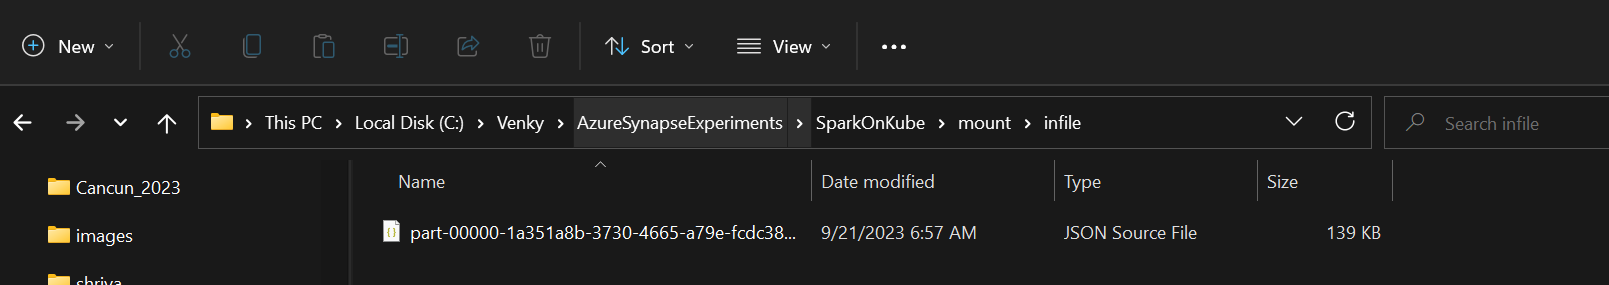 New Sort View
This PC Local Disk (C:) Venky AzureSynapseExperiments SparkOnKube mount infile Search infile
Cancun_2023
images
shriya
Name Date modified Type Size
part-00000-1a351a8b-3730-4665-a79e-fcdc38... 9/21/2023 6:57 AM JSON Source File 139 KB